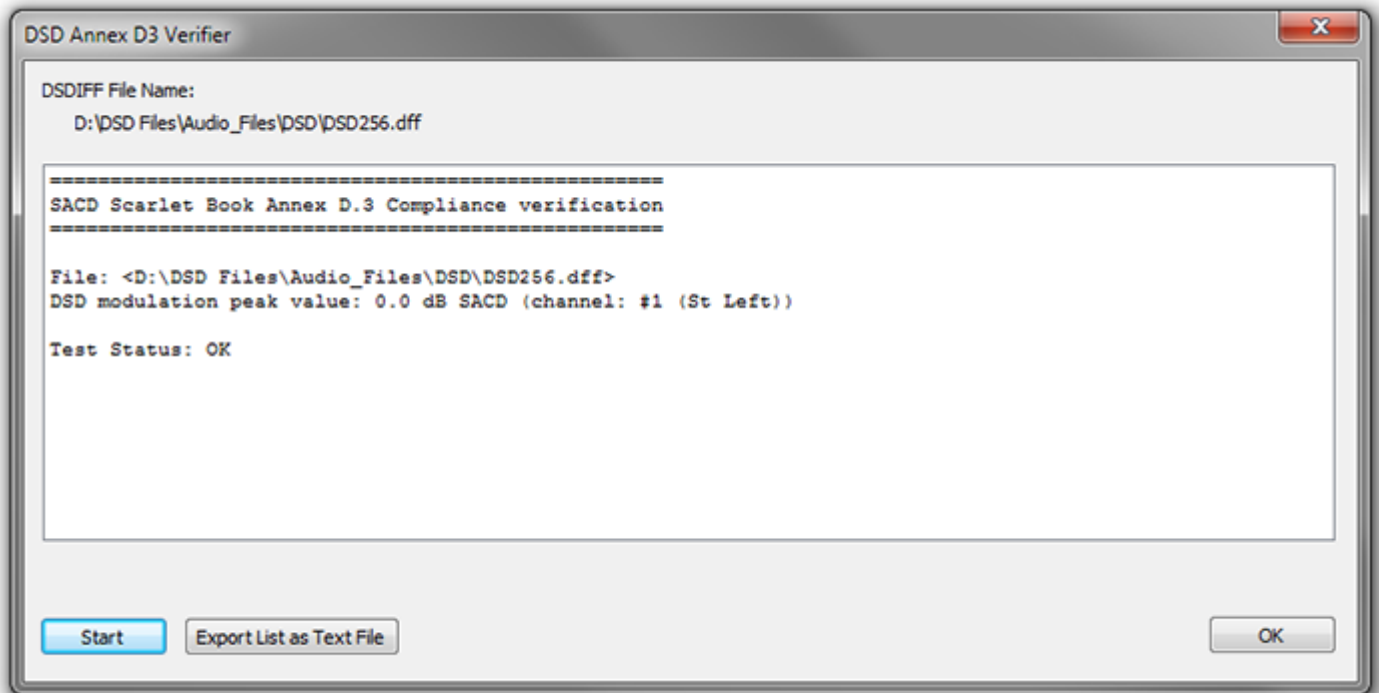 DSD Annex D3 Verifier
DSDIFF File Name:
D:\DSD Files\Audio_Files\DSD\DSD256.dff
===================================================
SACD Scarlet Book Annex D.3 Compliance verification
===================================================
File: <D:\DSD Files\Audio_Files\DSD\DSD256.dff>
DSD modulation peak value: 0.0 dB SACD (channel: #1 (St Left))
Test Status: OK
Start
Export List as Text File
OK